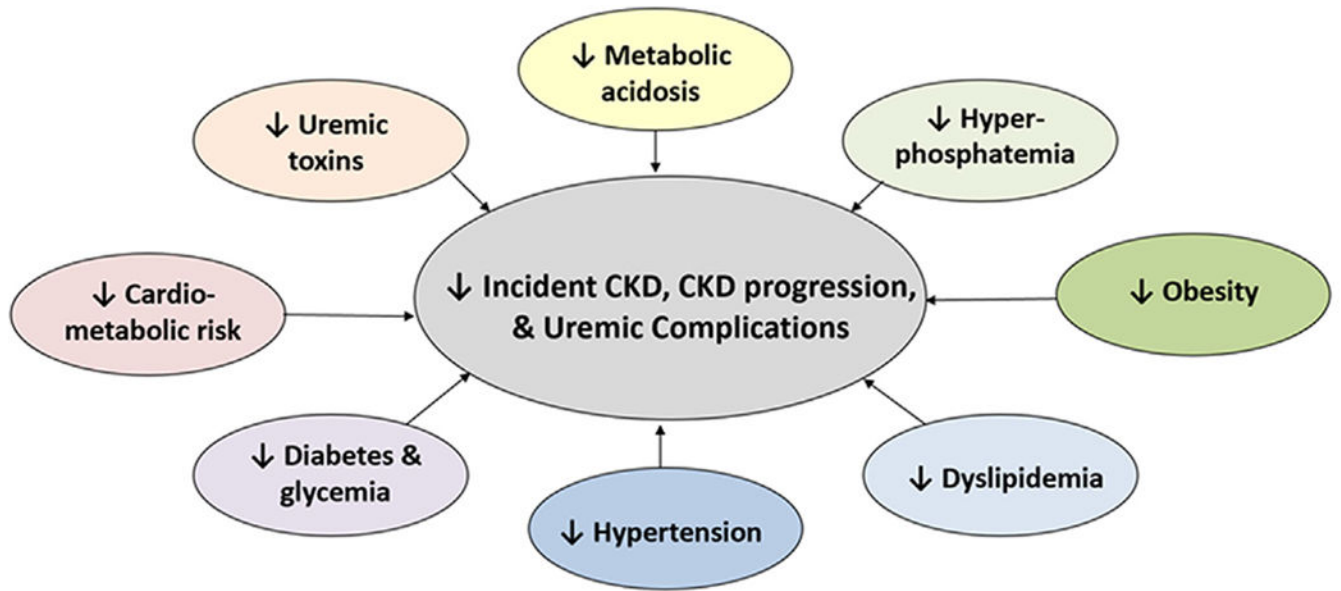 ↓ Metabolic
acidosis
↓ Uremic
toxins
↓ Hyper-
phosphatemia
↓ Cardio-
metabolic risk
↓ Incident CKD, CKD progression,
& Uremic Complications
↓ Obesity
↓ Diabetes &
glycemia
↓ Dyslipidemia
↓ Hypertension